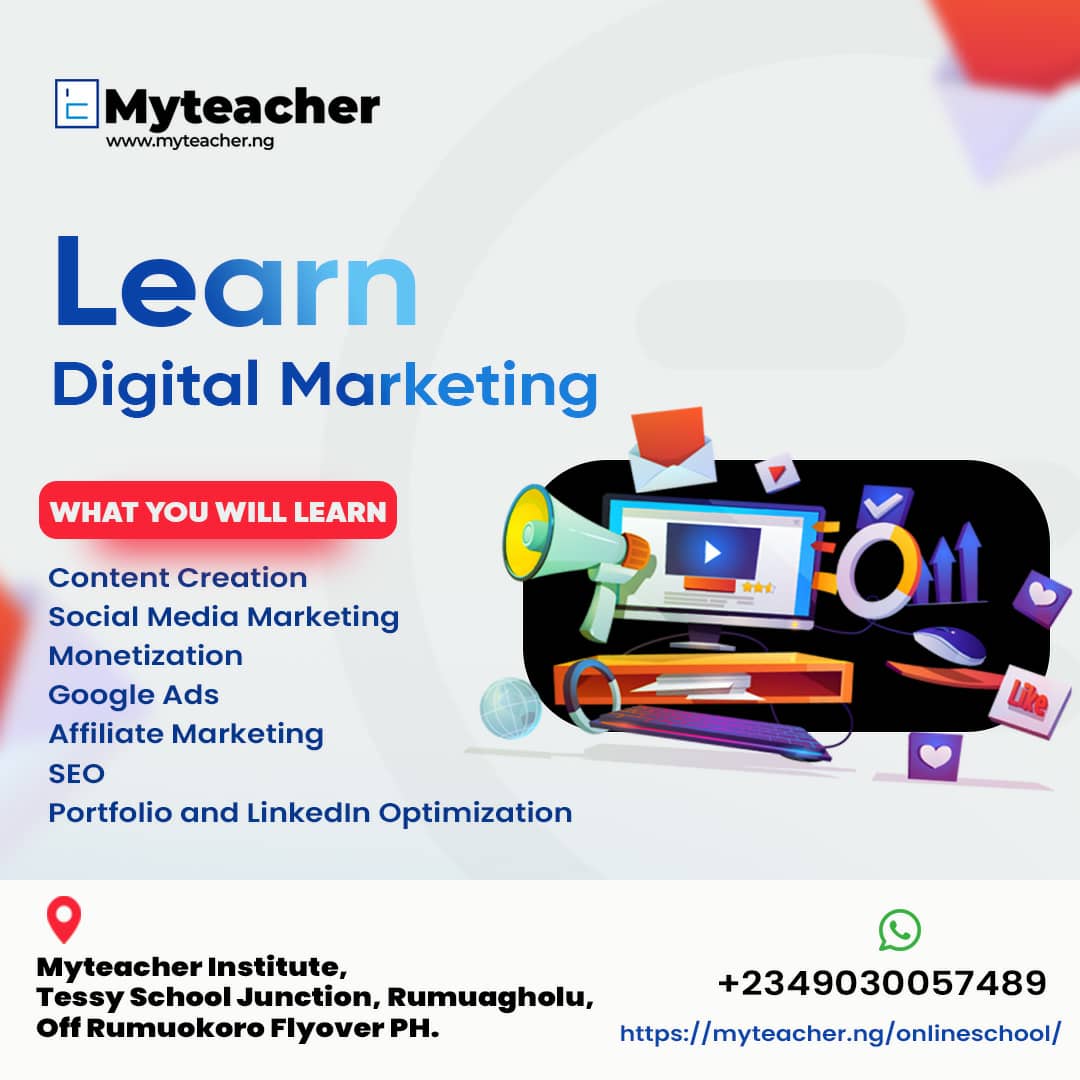 Myteacher
www.myteacher.ng
Learn
Digital Marketing
WHAT YOU WILL LEARN
Content Creation
Social Media Marketing
Monetization
Google Ads
Affiliate Marketing
SEO
Portfolio and LinkedIn Optimization
Like
Myteacher Institute,
Tessy School Junction, Rumuagholu,
Off Rumuokoro Flyover PH.
+2349030057489
https://myteacher.ng/onlineschool/